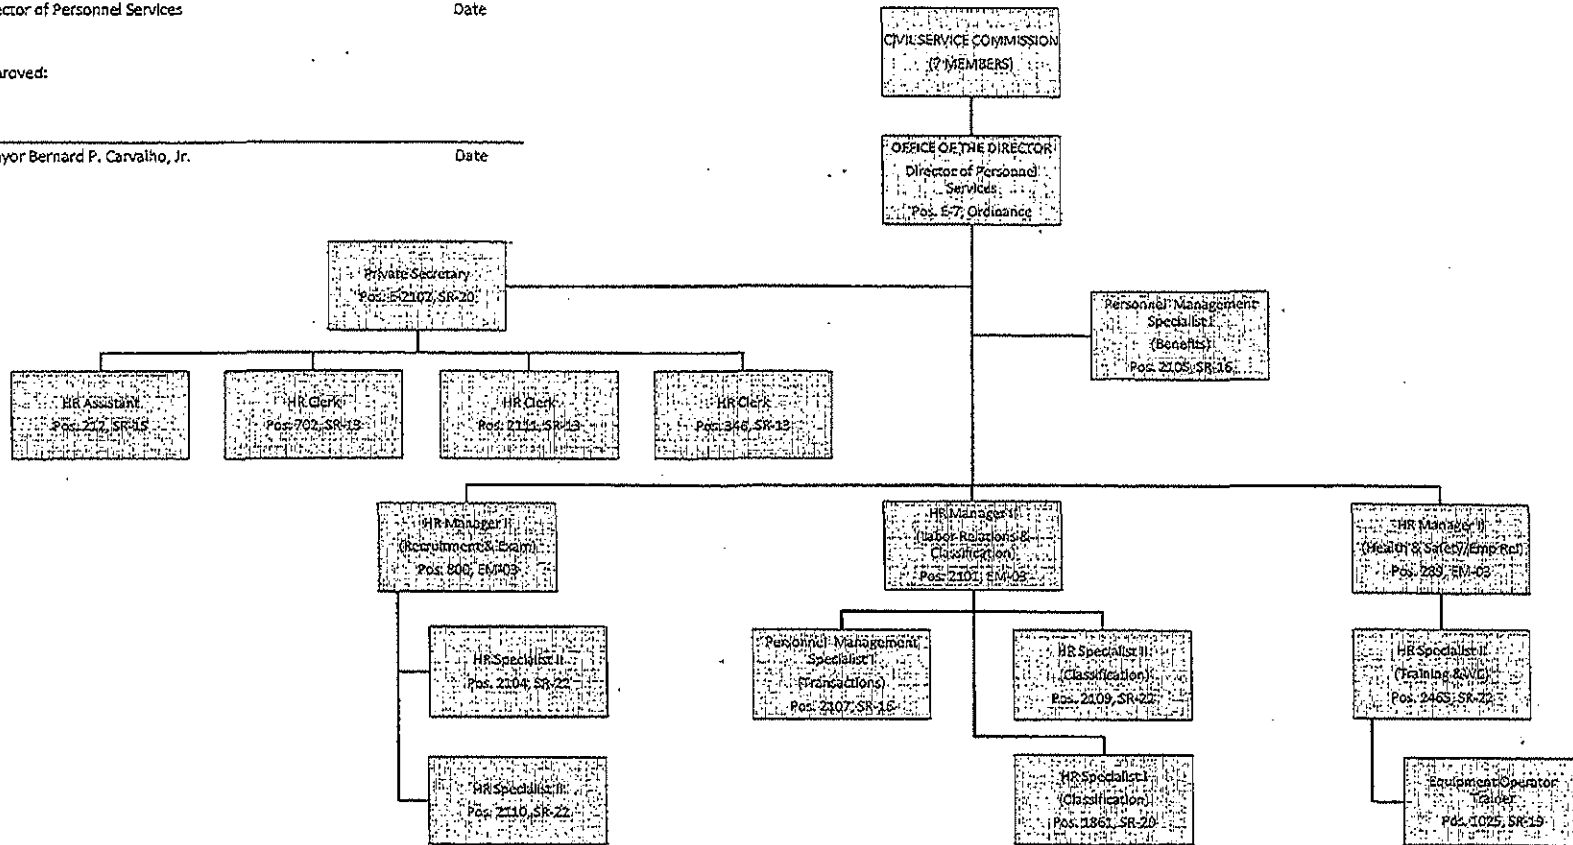 ector of Personnel Services Date
roved:
yor Bernard P. Carvalho, Jr. Date
CIVIL SERVICE COMMISSION
(7 MEMBERS)
OFFICE OF THE DIRECTOR
Director of Personnel
Services
Pos. E-7, Ordinance
Private Secretary
Pos. E-2102, SR-20
Personnel Management
Specialist I
(Benefits)
Pos. 2105, SR-16
HR Assistant
Pos. 212, SR-15
HR Clerk
Pos. 702, SR-13
HR Clerk
Pos. 2111, SR-13
HR Clerk
Pos. 346, SR-13
HR Manager II
(Recruitment & Exam)
Pos. 800, EM-03
HR Manager II
(Labor Relations &
Classification)
Pos. 2101, EM-03
HR Manager II
(Health & Safety/Emp Rel)
Pos. 289, EM-03
HR Specialist II
Pos. 2104, SR-22
Personnel Management
Specialist I
(Transactions)
Pos. 2107, SR-16
HR Specialist II
(Classification)
Pos. 2109, SR-22
HR Specialist II
(Training & WC)
Pos. 2465, SR-22
HR Specialist II
Pos. 2110, SR-22
HR Specialist I
(Classification)
Pos. 1861, SR-20
Equipment Operator
Trainer
Pos. 1025, SR-19